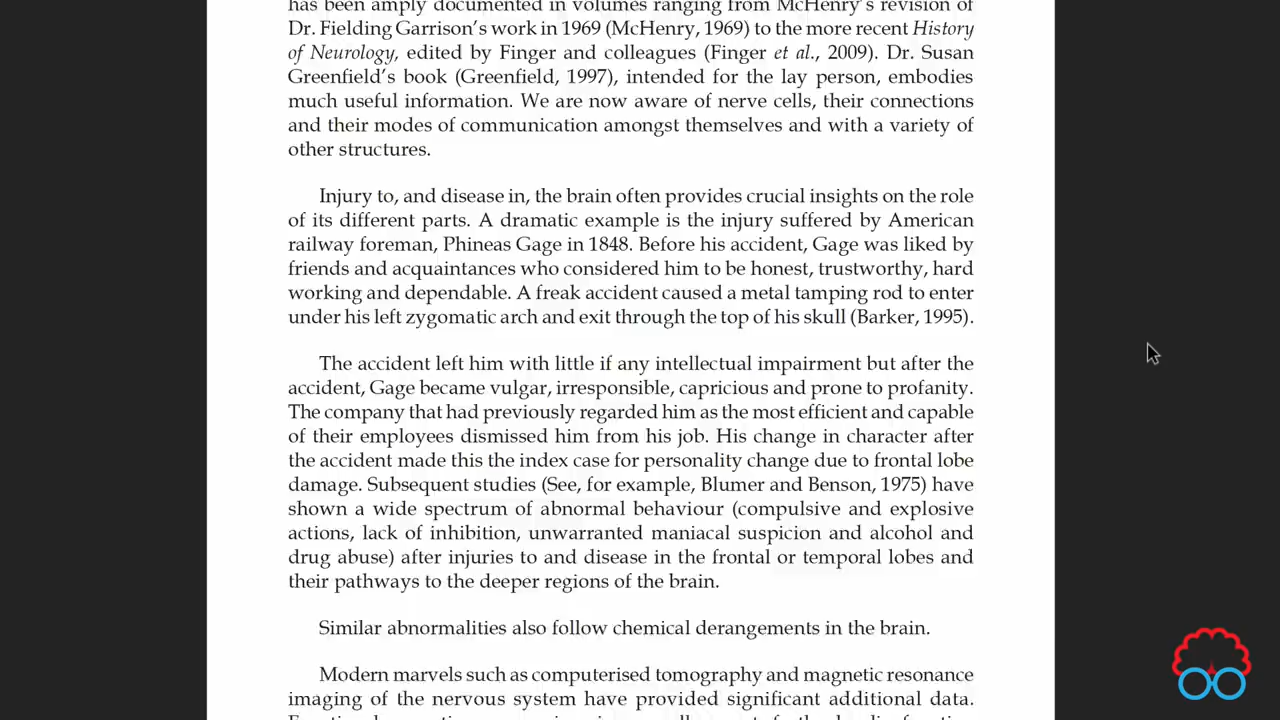 has been amply documented in volumes ranging from McHenry's revision of
Dr. Fielding Garrison's work in 1969 (McHenry, 1969) to the more recent History
of Neurology, edited by Finger and colleagues (Finger et al., 2009). Dr. Susan
Greenfield's book (Greenfield, 1997), intended for the lay person, embodies
much useful information. We are now aware of nerve cells, their connections
and their modes of communication amongst themselves and with a variety of
other structures.
Injury to, and disease in, the brain often provides crucial insights on the role
of its different parts. A dramatic example is the injury suffered by American
railway foreman, Phineas Gage in 1848. Before his accident, Gage was liked by
friends and acquaintances who considered him to be honest, trustworthy, hard
working and dependable. A freak accident caused a metal tamping rod to enter
under his left zygomatic arch and exit through the top of his skull (Barker, 1995).
The accident left him with little if any intellectual impairment but after the
accident, Gage became vulgar, irresponsible, capricious and prone to profanity.
The company that had previously regarded him as the most efficient and capable
of their employees dismissed him from his job. His change in character after
the accident made this the index case for personality change due to frontal lobe
damage. Subsequent studies (See, for example, Blumer and Benson, 1975) have
shown a wide spectrum of abnormal behaviour (compulsive and explosive
actions, lack of inhibition, unwarranted maniacal suspicion and alcohol and
drug abuse) after injuries to and disease in the frontal or temporal lobes and
their pathways to the deeper regions of the brain.
Similar abnormalities also follow chemical derangements in the brain.
Modern marvels such as computerised tomography and magnetic resonance
imaging of the nervous system have provided significant additional data.